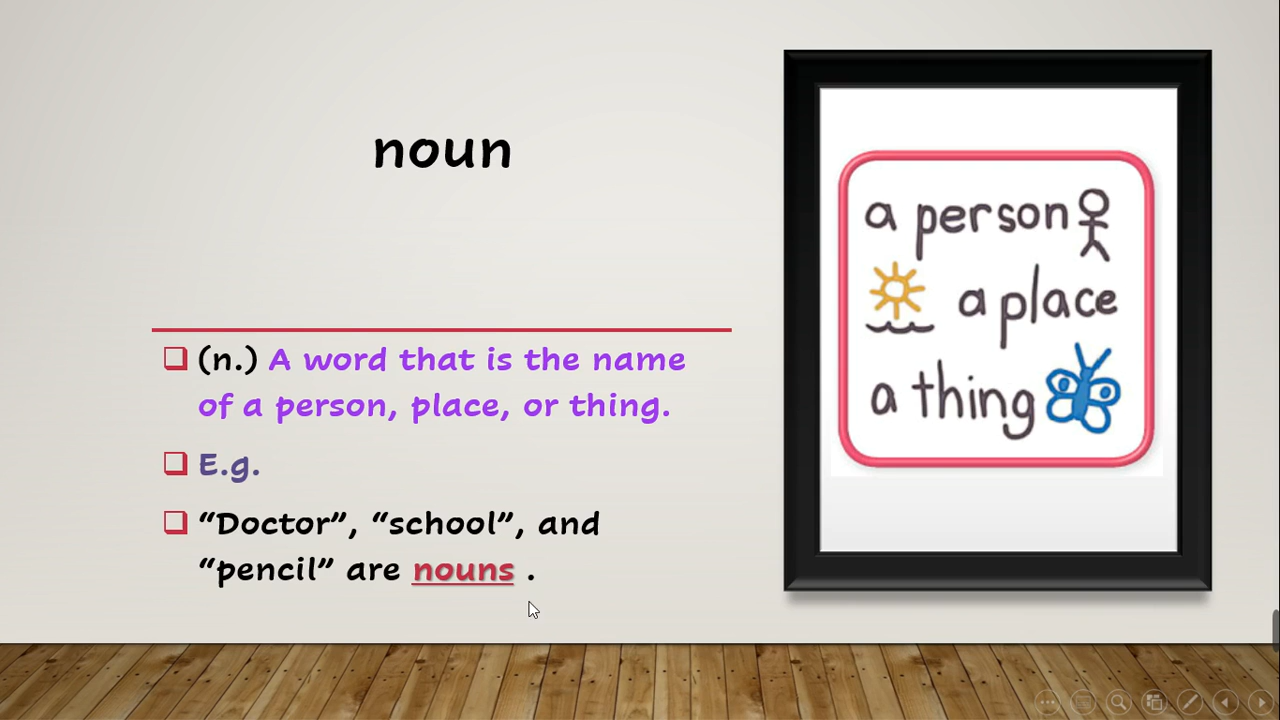 noun
(n.) A word that is the name
of a person, place, or thing.
E.g.
“Doctor”, “school”, and
“pencil” are nouns .
a person
a place
a thing